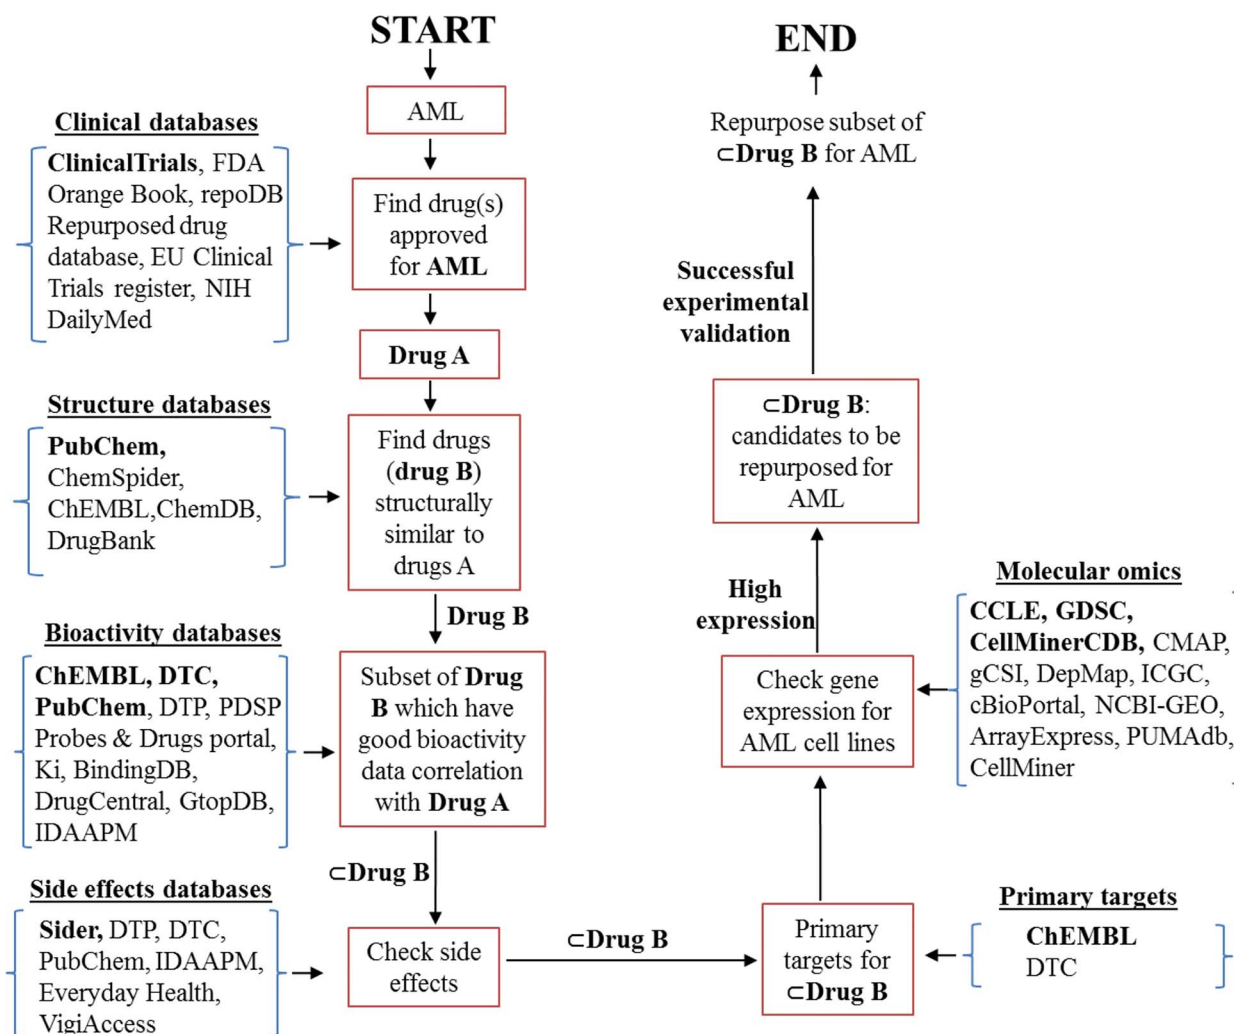 START
AML
Clinical databases
ClinicalTrials, FDA
Orange Book, repoDB
Repurposed drug
database, EU Clinical
Trials register, NIH
DailyMed
Find drug(s)
approved
for AML
Drug A
Structure databases
PubChem,
ChemSpider,
ChEMBL,ChemDB,
DrugBank
Find drugs
(drug B)
structurally
similar to
drugs A
Drug B
Bioactivity databases
ChEMBL, DTC,
PubChem, DTP, PDSP
Probes & Drugs portal,
Ki, BindingDB,
DrugCentral, GtopDB,
IDAAPM
Subset of Drug
B which have
good bioactivity
data correlation
with Drug A
⊂Drug B
Side effects databases
Sider, DTP, DTC,
PubChem, IDAAPM,
Everyday Health,
VigiAccess
Check side
effects
⊂Drug B
Primary
targets for
⊂Drug B
Primary targets
ChEMBL
DTC
Check gene
expression for
AML cell lines
Molecular omics
CCLE, GDSC,
CellMinerCDB, CMAP,
gCSI, DepMap, ICGC,
cBioPortal, NCBI-GEO,
ArrayExpress, PUMAdb,
CellMiner
High
expression
⊂Drug B:
candidates to be
repurposed for
AML
Successful
experimental
validation
Repurpose subset of
⊂Drug B for AML
END